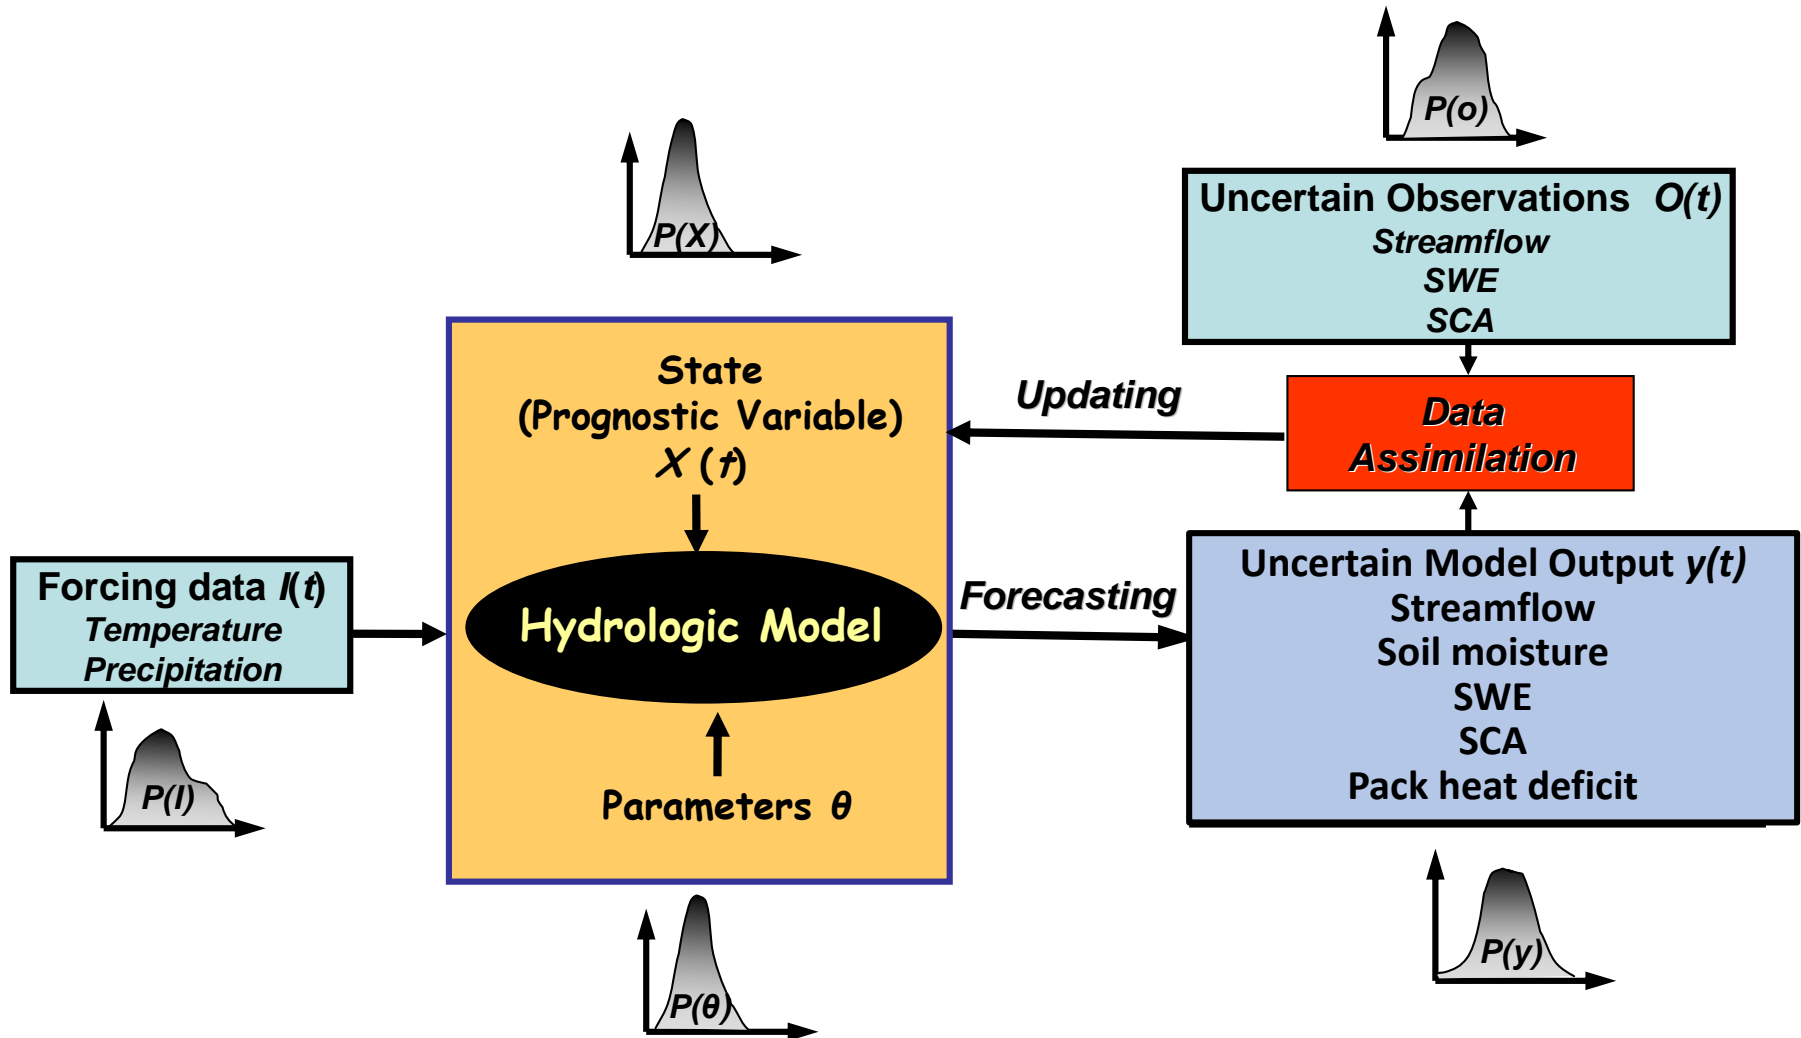 P(o)
Uncertain Observations O(t)
Streamflow
SWE
SCA
P(X)
State
(Prognostic Variable)
X (t)
Updating
Data
Assimilation
Forcing data I(t)
Temperature
Precipitation
Hydrologic Model
Forecasting
Uncertain Model Output y(t)
Streamflow
Soil moisture
SWE
SCA
Pack heat deficit
P(I)
Parameters θ
P(θ)
P(y)